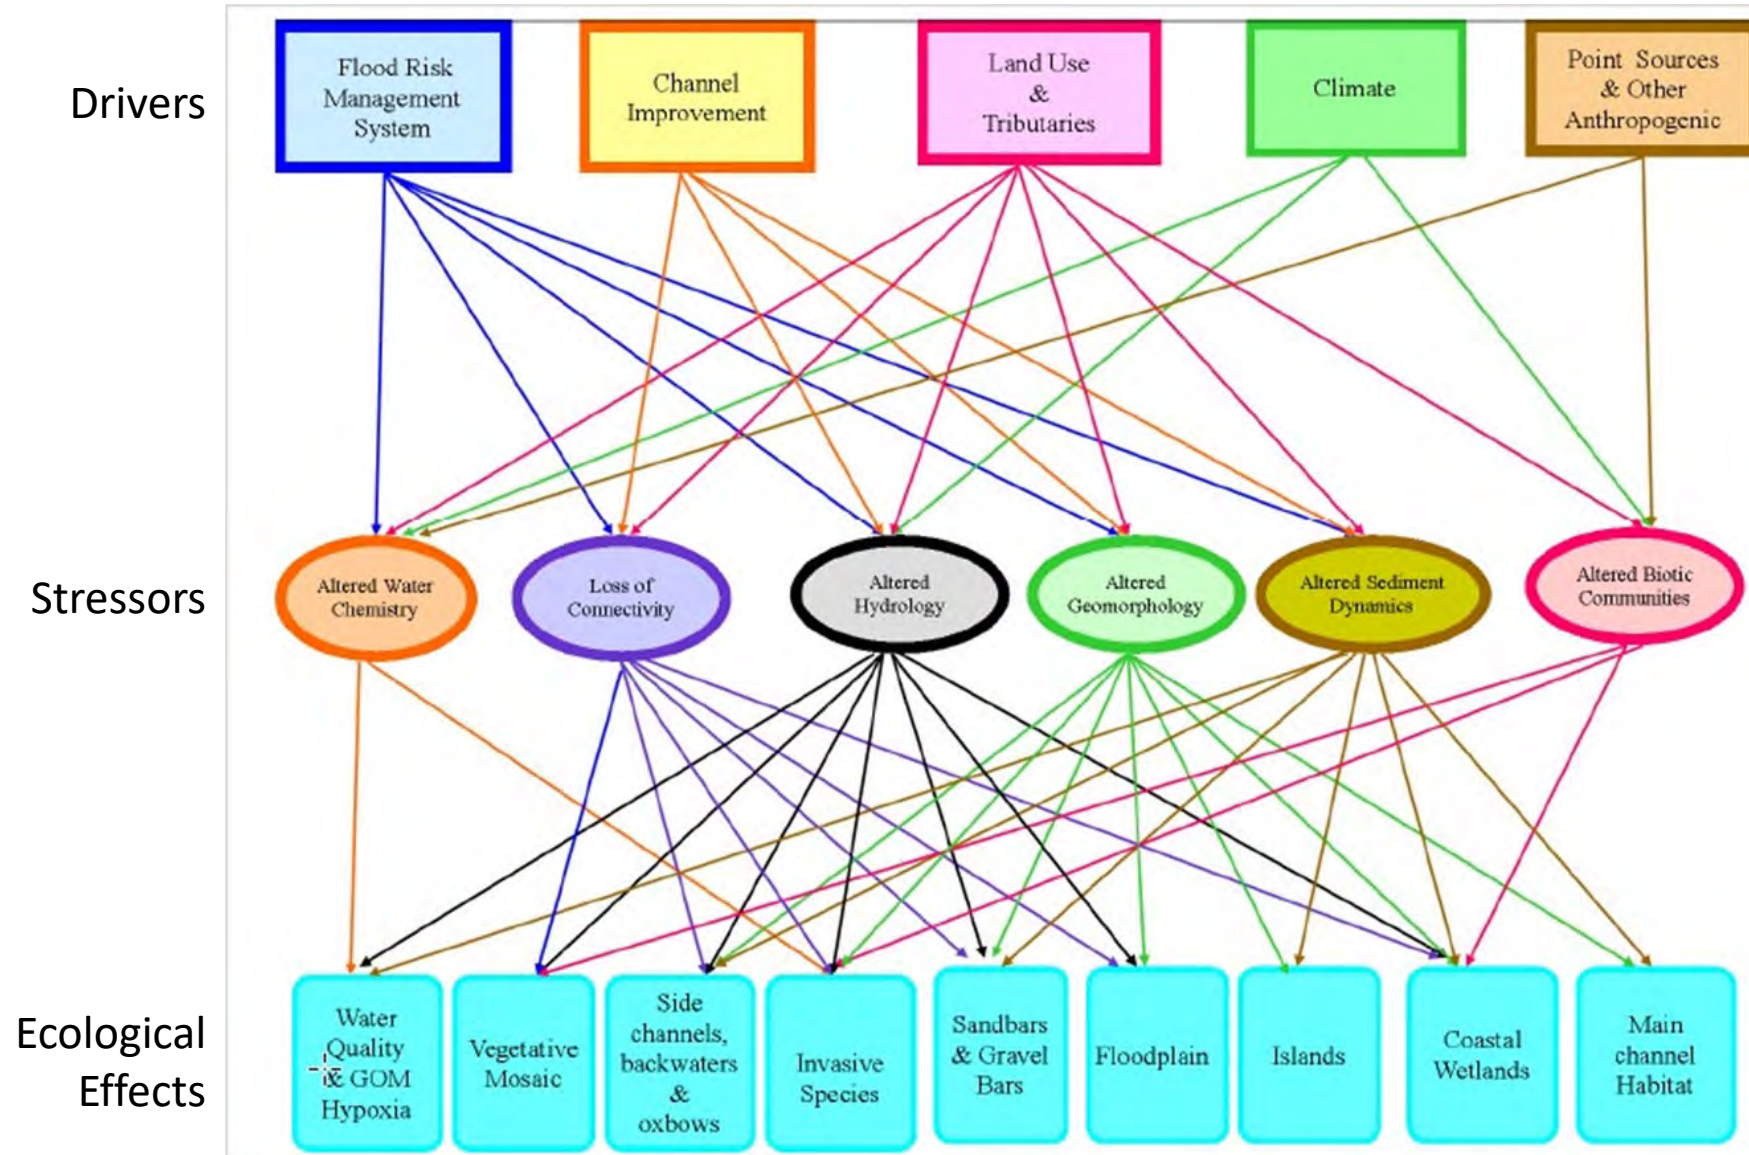 Drivers
Flood Risk
Management
System
Channel
Improvement
Land Use
&
Tributaries
Climate
Point Sources
& Other
Anthropogenic
Stressors
Altered Water
Chemistry
Loss of
Connectivity
Altered
Hydrology
Altered
Geomorphology
Altered Sediment
Dynamics
Altered Biotic
Communities
Ecological
Effects
Water
Quality
& GOM
Hypoxia
Vegetative
Mosaic
Side
channels,
backwaters
&
oxbows
Invasive
Species
Sandbars
& Gravel
Bars
Floodplain
Islands
Coastal
Wetlands
Main
channel
Habitat